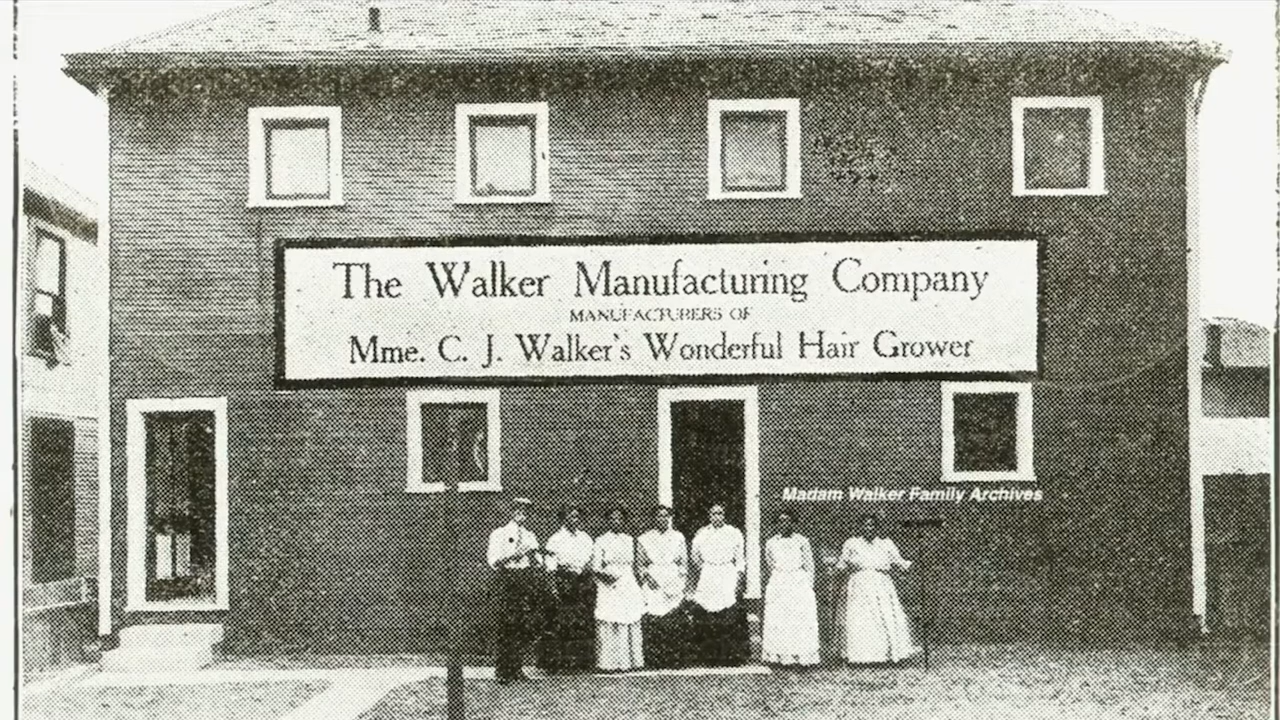 The Walker Manufacturing Company
MANUFACTURERS OF
Mme. C. J. Walker's Wonderful Hair Grower
Madam Walker Family Archives